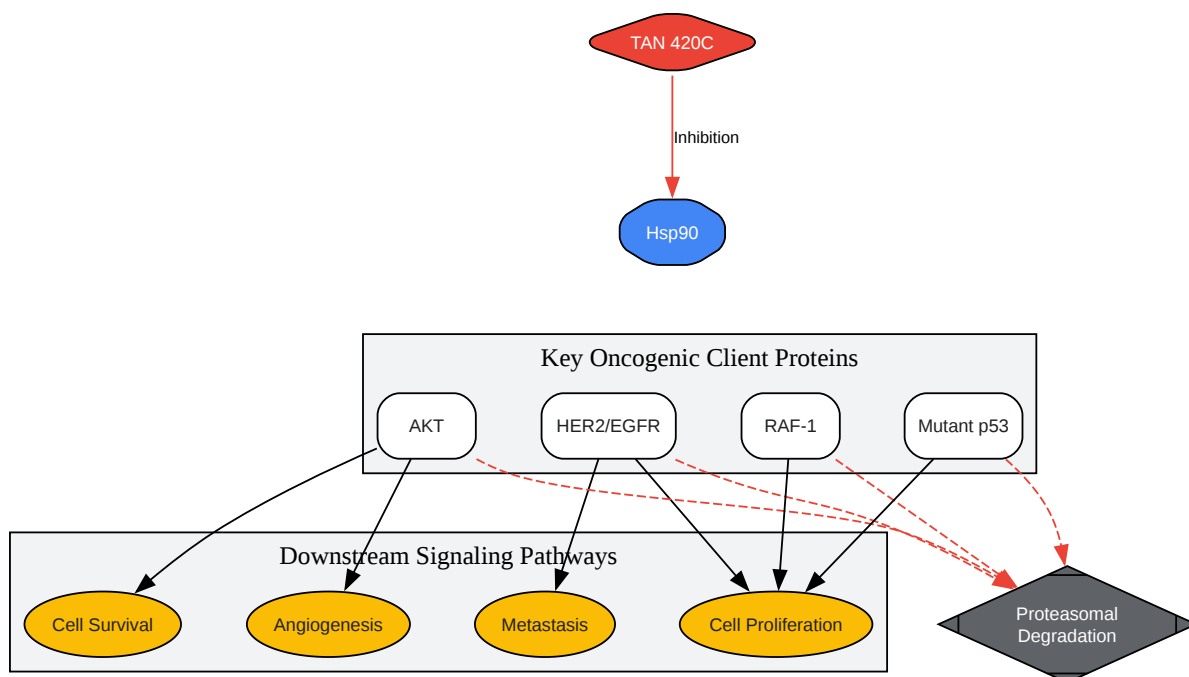 TAN 420C
Inhibition
Hsp90
Key Oncogenic Client Proteins
AKT
HER2/EGFR
RAF-1
Mutant p53
Downstream Signaling Pathways
Cell Survival
Angiogenesis
Metastasis
Cell Proliferation
Proteasomal
Degradation